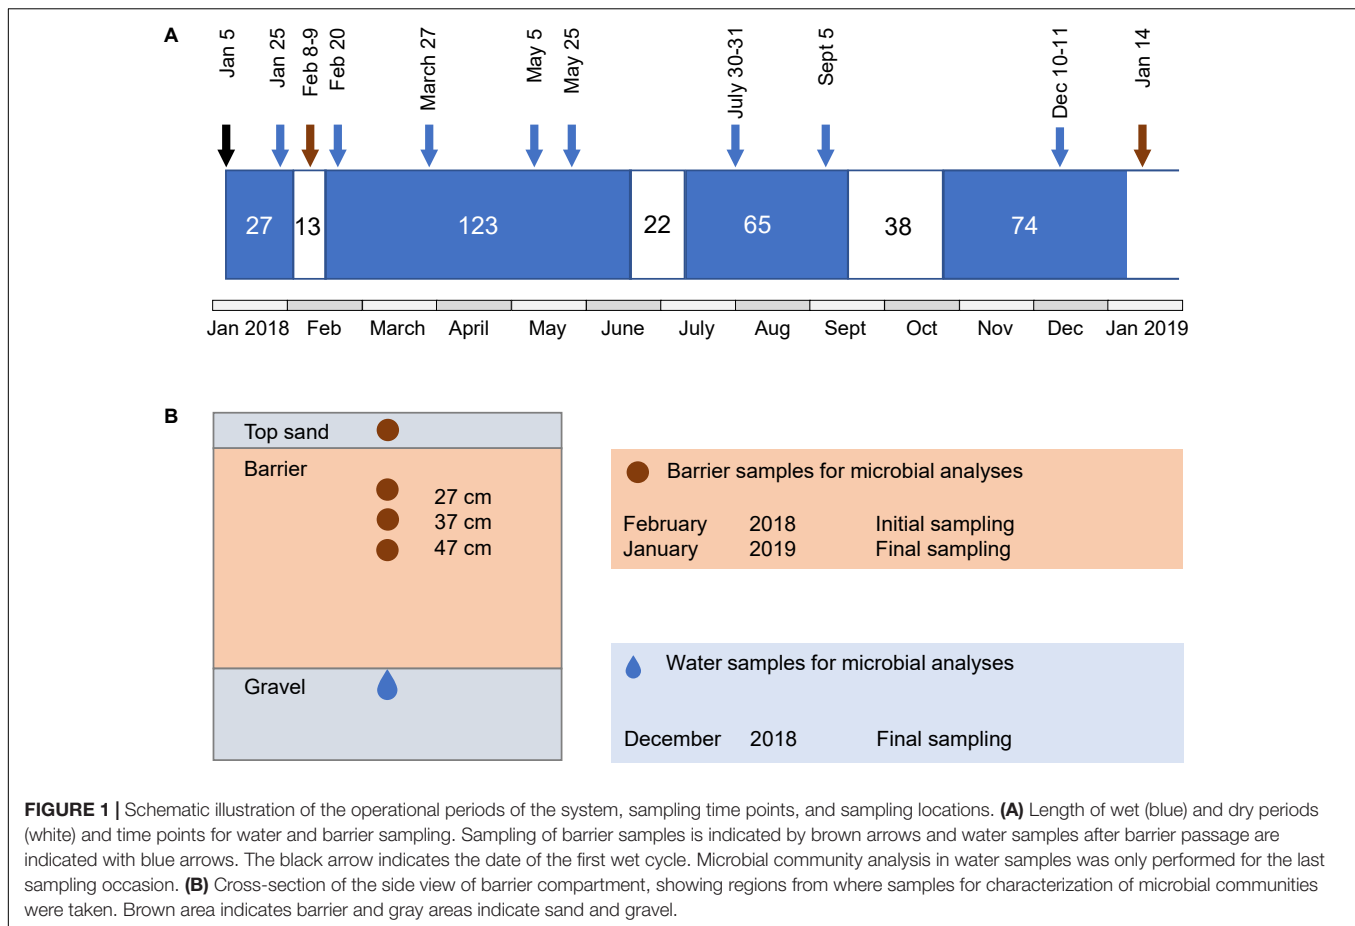 A
Jan 5
Jan 25
Feb 8-9
Feb 20
March 27
May 5
May 25
July 30-31
Sept 5
Dec 10-11
Jan 14
27
13
123
22
65
38
74
Jan 2018 Feb March April May June July Aug Sept Oct Nov Dec Jan 2019
B
Top sand
Barrier
27 cm
37 cm
47 cm
Gravel
Barrier samples for microbial analyses
February 2018 Initial sampling
January 2019 Final sampling
Water samples for microbial analyses
December 2018 Final sampling
FIGURE 1 | Schematic illustration of the operational periods of the system, sampling time points, and sampling locations. (A) Length of wet (blue) and dry periods
(white) and time points for water and barrier sampling. Sampling of barrier samples is indicated by brown arrows and water samples after barrier passage are
indicated with blue arrows. The black arrow indicates the date of the first wet cycle. Microbial community analysis in water samples was only performed for the last
sampling occasion. (B) Cross-section of the side view of barrier compartment, showing regions from where samples for characterization of microbial communities
were taken. Brown area indicates barrier and gray areas indicate sand and gravel.